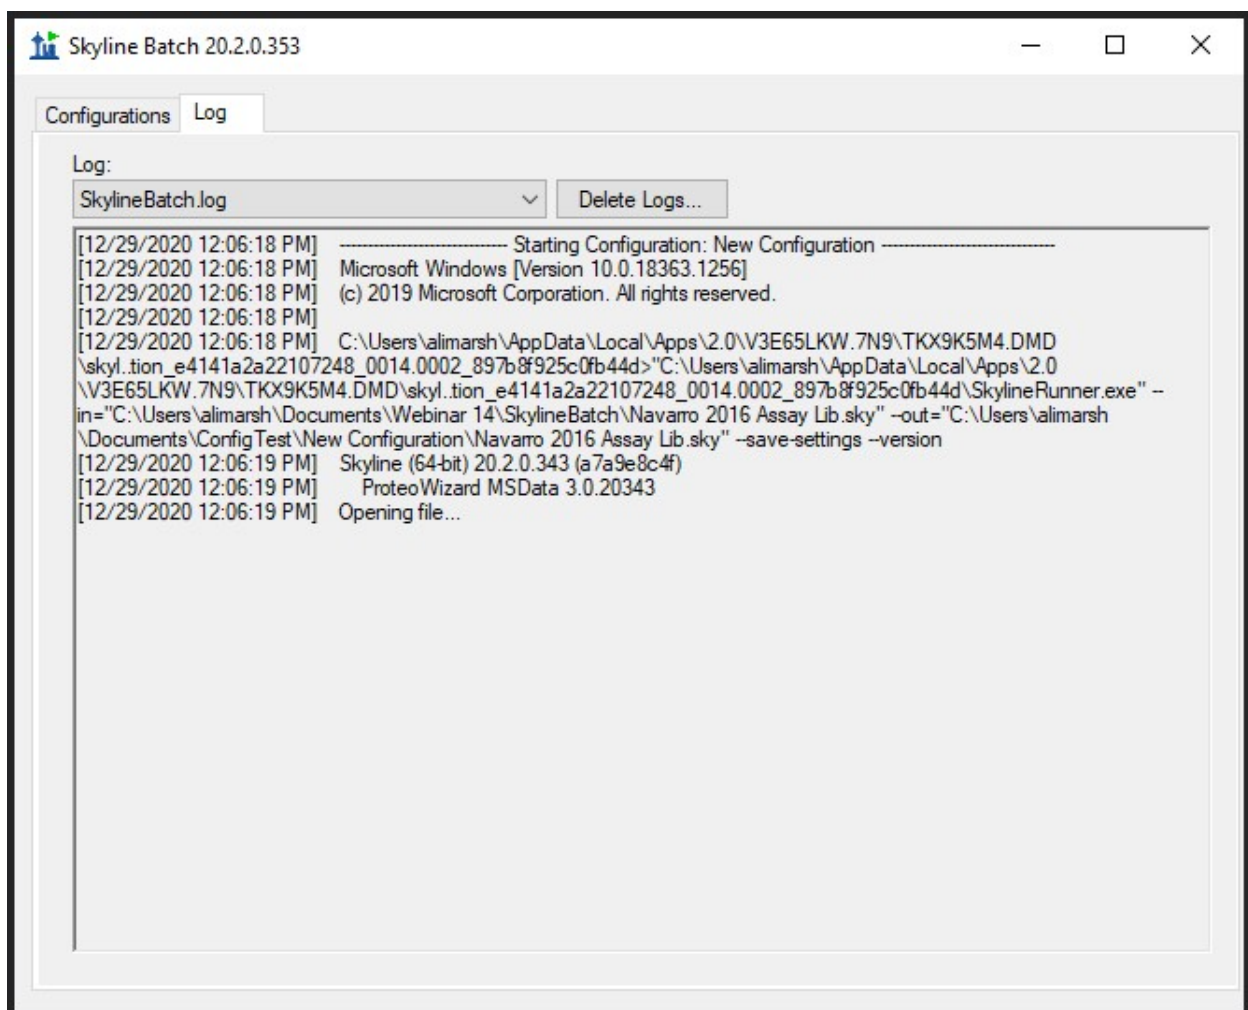 Skyline Batch 20.2.0.353
Configurations
Log
Log:
SkylineBatch.log
Delete Logs...
[12/29/2020 12:06:18 PM] ------------------------------ Starting Configuration: New Configuration ------------------------------
[12/29/2020 12:06:18 PM] Microsoft Windows [Version 10.0.18363.1256]
[12/29/2020 12:06:18 PM] (c) 2019 Microsoft Corporation. All rights reserved.
[12/29/2020 12:06:18 PM]
[12/29/2020 12:06:18 PM] C:\Users\alimarsh\AppData\Local\Apps\2.0\V3E65LKW.7N9\TKX9K5M4.DMD
\skyl..tion_e4141a2a22107248_0014.0002_897b8f925c0fb44d>"C:\Users\alimarsh\AppData\Local\Apps\2.0
\V3E65LKW.7N9\TKX9K5M4.DMD\skyl..tion_e4141a2a22107248_0014.0002_897b8f925c0fb44d\SkylineRunner.exe" --
in="C:\Users\alimarsh\Documents\Webinar 14\SkylineBatch\Navarro 2016 Assay Lib.sky" --out="C:\Users\alimarsh
\Documents\ConfigTest\New Configuration\Navarro 2016 Assay Lib.sky" --save-settings --version
[12/29/2020 12:06:19 PM] Skyline (64-bit) 20.2.0.343 (a7a9e8c4f)
[12/29/2020 12:06:19 PM] ProteoWizard MSData 3.0.20343
[12/29/2020 12:06:19 PM] Opening file...